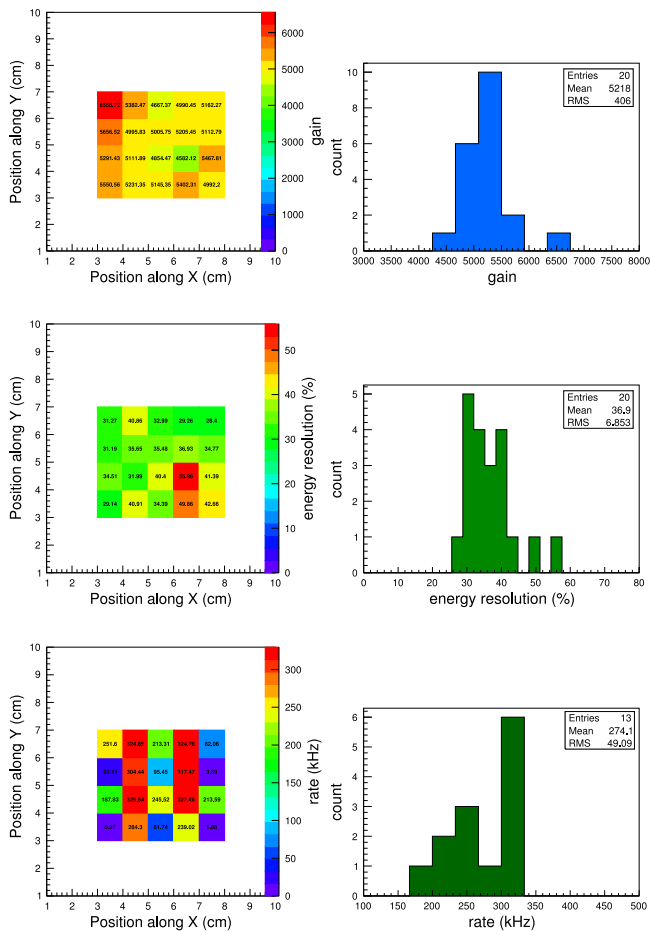 10
9
8
7
6
5
4
3
2
1
Position along Y (cm)
5382.47 4667.37 4990.45 5162.27
5656.52 4995.83 5005.75 5205.45 5112.79
5291.43 5111.89 4854.47 4582.12 5467.81
5550.56 5231.35 5145.35 5402.31 4992.2
1 2 3 4 5 6 7 8 9 10
Position along X (cm)
6000
5000
4000
3000
2000
1000
0
gain
Entries 20
Mean 5218
RMS 406
10
8
6
4
2
0
count
3000 3500 4000 4500 5000 5500 6000 6500 7000 7500 8000
gain
10
9
8
7
6
5
4
3
2
1
Position along Y (cm)
31.27 40.86 32.99 29.26 28.4
31.19 35.65 35.48 36.93 34.77
34.51 31.99 40.4 41.39
29.14 40.91 34.39 49.86 42.66
1 2 3 4 5 6 7 8 9 10
Position along X (cm)
50
40
30
20
10
0
energy resolution (%)
Entries 20
Mean 36.9
RMS 6.853
5
4
3
2
1
0
count
0 10 20 30 40 50 60 70 80
energy resolution (%)
10
9
8
7
6
5
4
3
2
1
Position along Y (cm)
251.6 324.85 213.31 324.76 82.06
304.44 95.45 317.47
187.83 329.64 245.52 213.59
284.3 61.74 239.02
1 2 3 4 5 6 7 8 9 10
Position along X (cm)
300
250
200
150
100
50
0
rate (kHz)
Entries 13
Mean 274.1
RMS 49.09
6
5
4
3
2
1
0
count
100 150 200 250 300 350 400 450 500
rate (kHz)